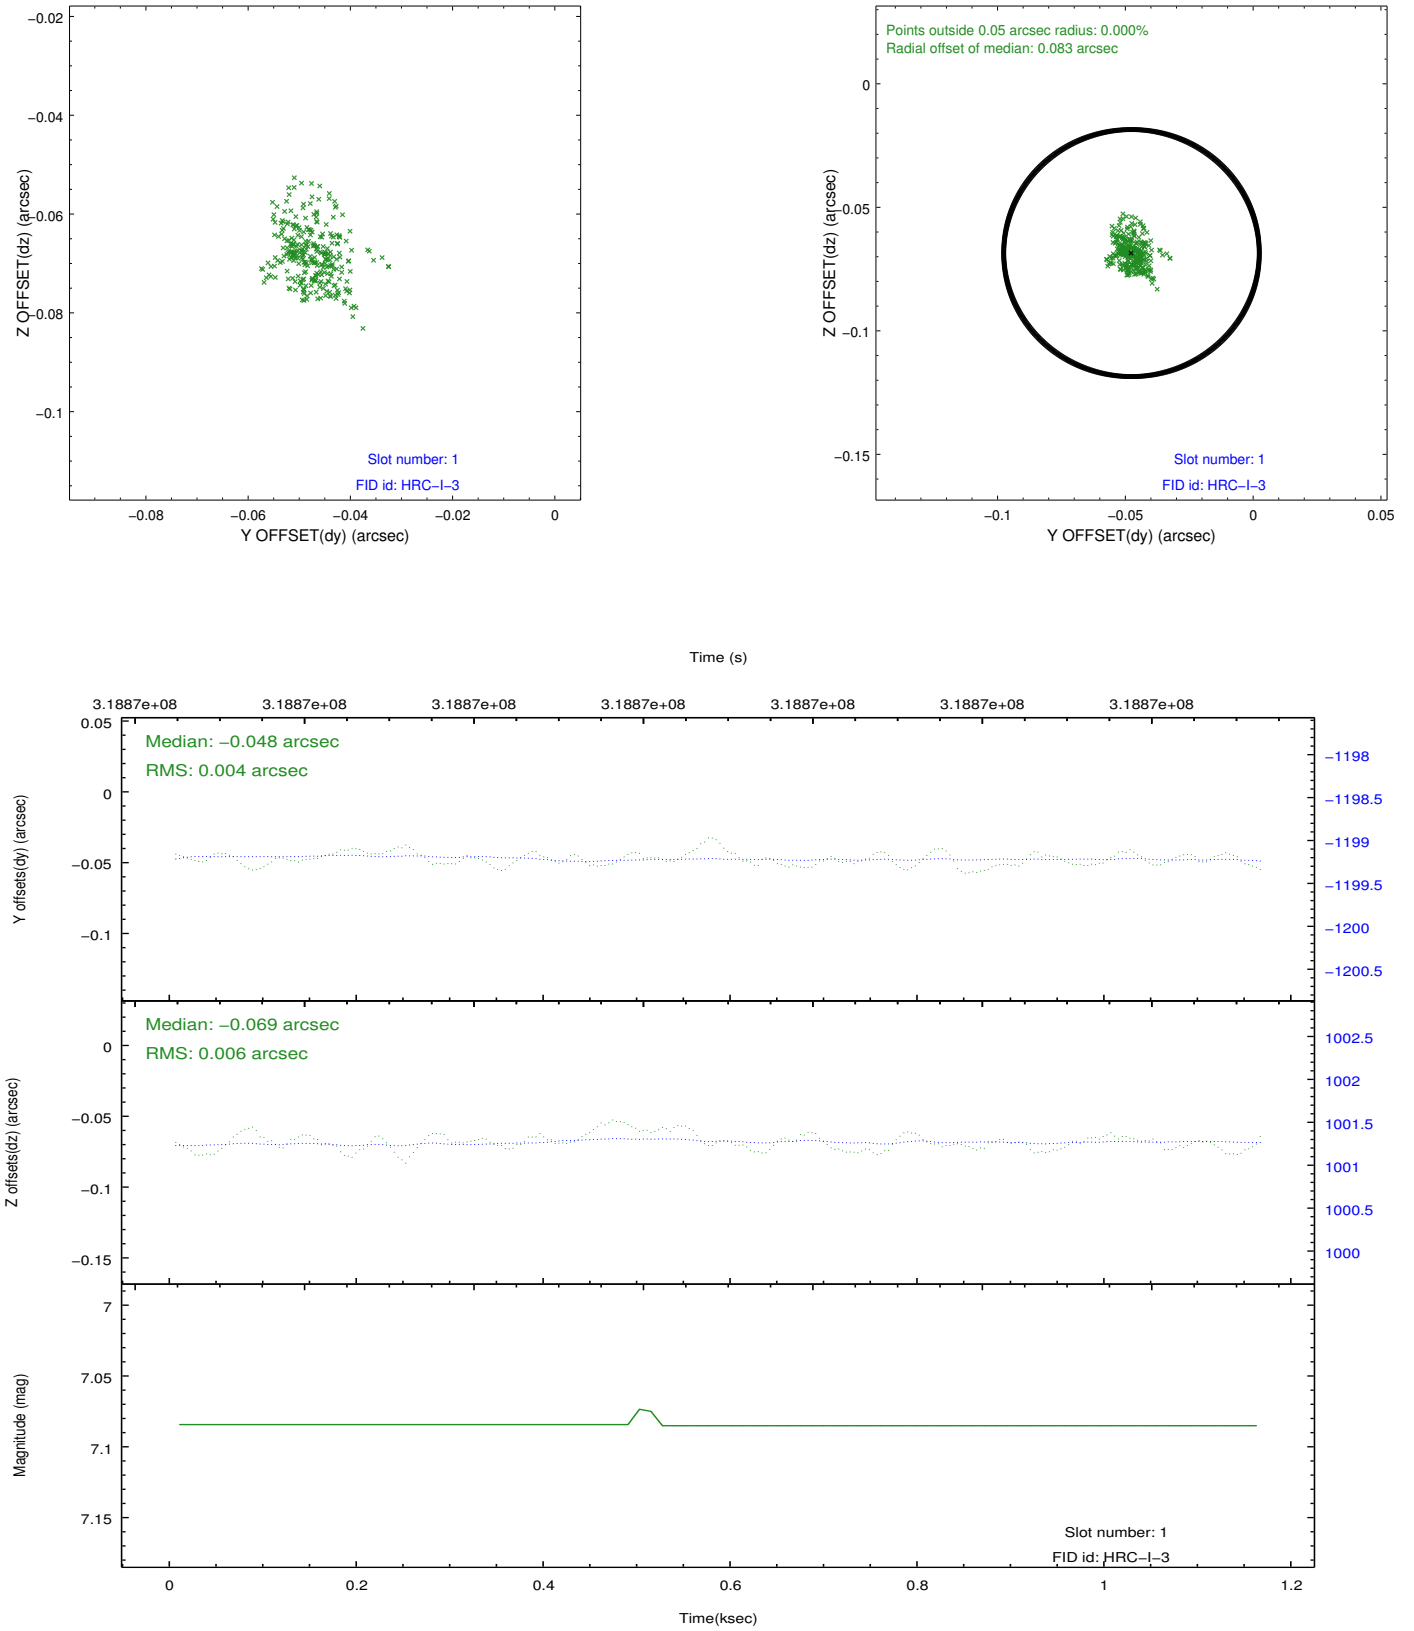 −0.02
−0.04
−0.06
−0.08
−0.1
Z OFFSET(dz) (arcsec)
Slot number: 1
FID id: HRC−I−3
−0.08 −0.06 −0.04 −0.02 0
Y OFFSET(dy) (arcsec)
Points outside 0.05 arcsec radius: 0.000%
Radial offset of median: 0.083 arcsec
0
−0.05
−0.1
−0.15
Z OFFSET(dz) (arcsec)
Slot number: 1
FID id: HRC−I−3
−0.1 −0.05 0 0.05
Y OFFSET(dy) (arcsec)
Time (s)
3.1887e+08 3.1887e+08 3.1887e+08 3.1887e+08 3.1887e+08 3.1887e+08 3.1887e+08
0.05
0
−0.05
−0.1
Y offsets(dy) (arcsec)
Median: −0.048 arcsec
RMS: 0.004 arcsec
−1198
−1198.5
−1199
−1199.5
−1200
−1200.5
0
−0.05
−0.1
−0.15
Z offsets(dz) (arcsec)
Median: −0.069 arcsec
RMS: 0.006 arcsec
1002.5
1002
1001.5
1001
1000.5
1000
7
7.05
7.1
7.15
Magnitude (mag)
Slot number: 1
FID id: HRC−I−3
0 0.2 0.4 0.6 0.8 1 1.2
Time(ksec)